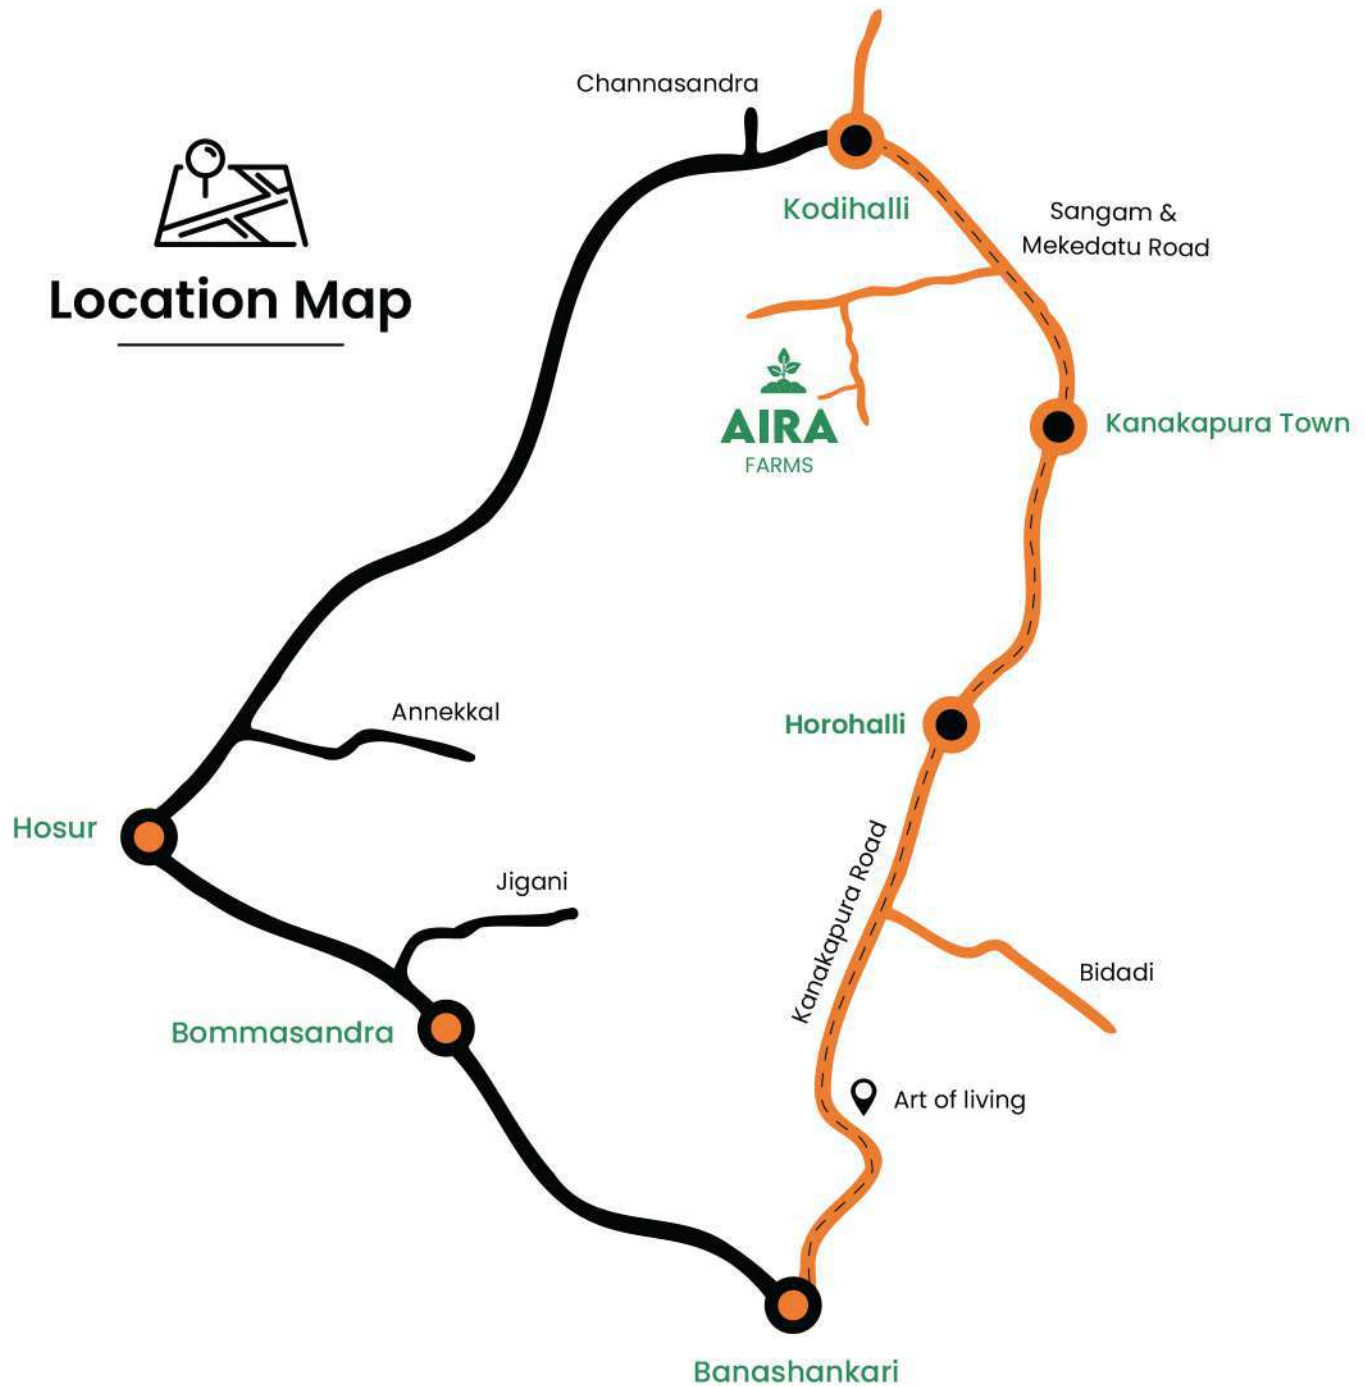 Channasandra
Kodihalli
Sangam &
Mekedatu Road
Location Map
AIRA
FARMS
Kanakapura Town
Annekkal
Horohalli
Hosur
Jigani
Kanakapura Road
Bidadi
Bommasandra
Art of living
Banashankari